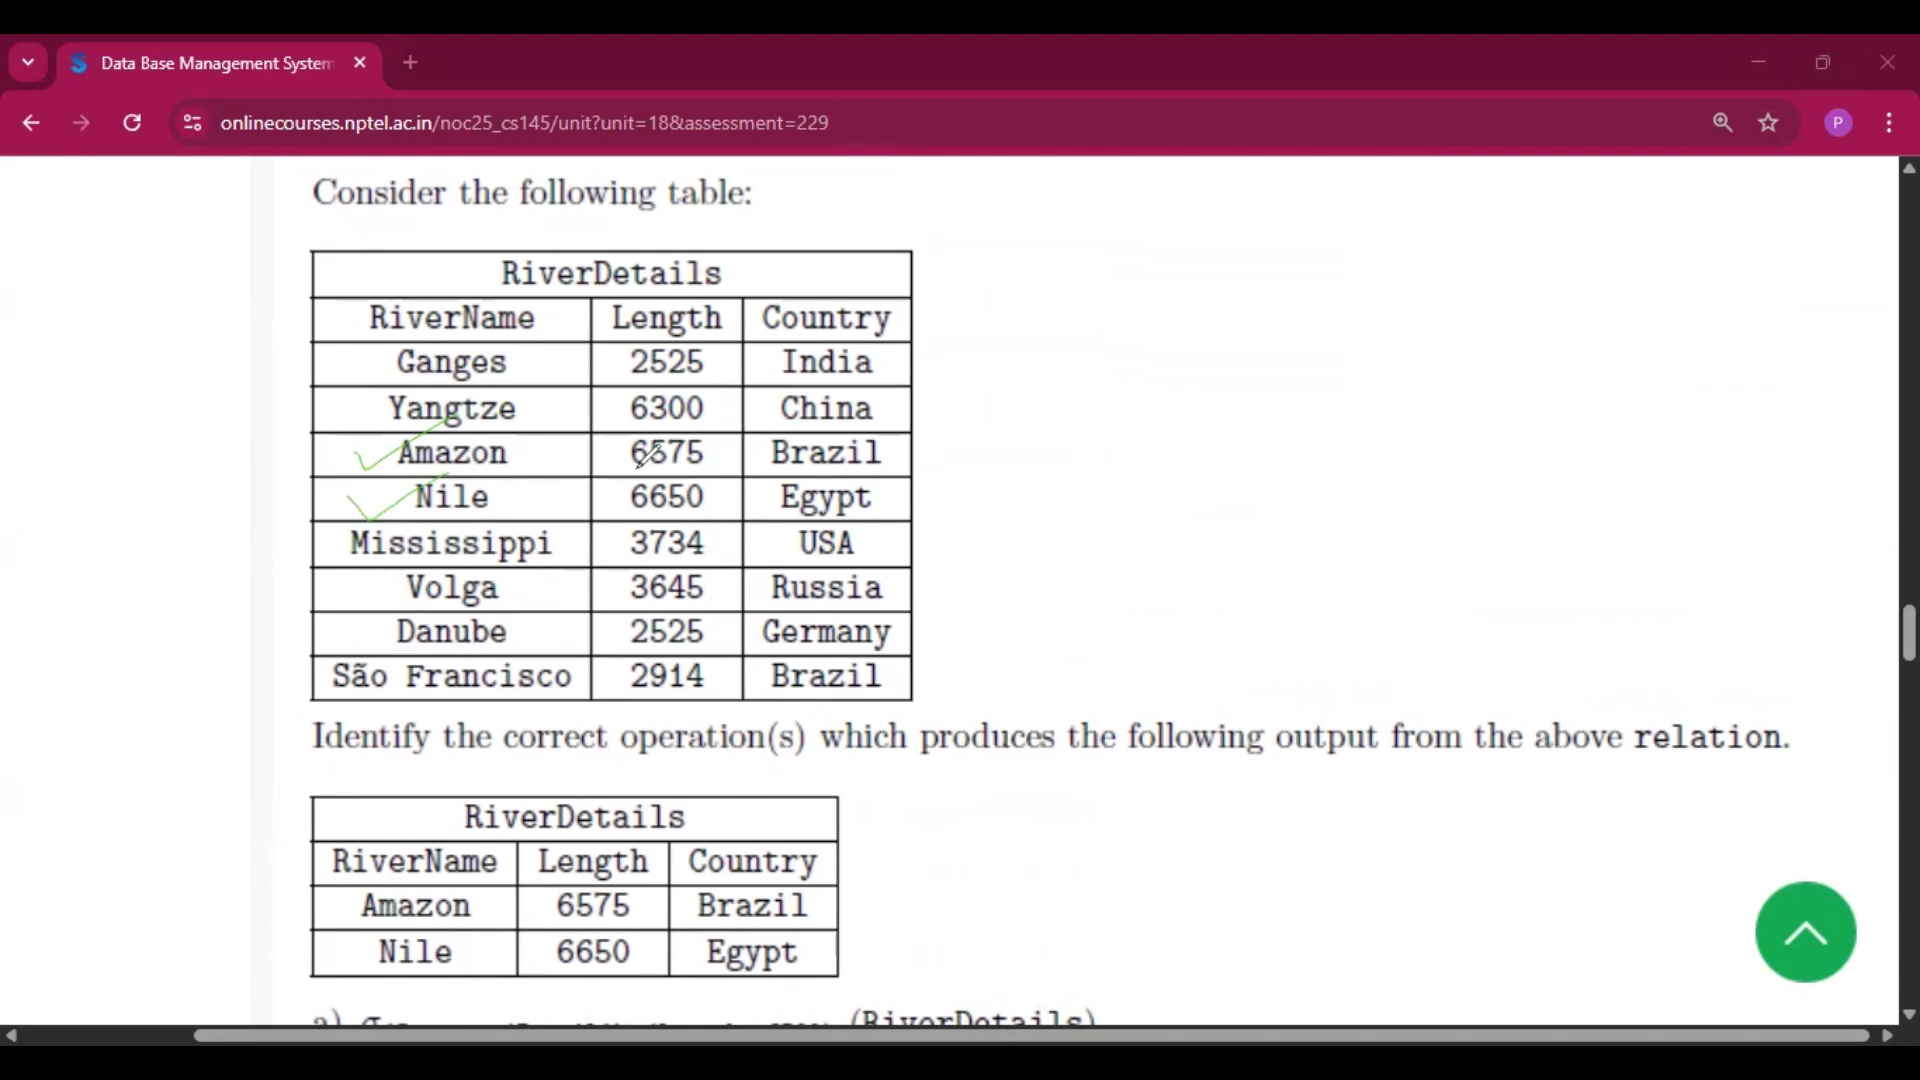 Data Base Management System
onlinecourses.nptel.ac.in/noc25_cs145/unit?unit=18&assessment=229
P
Consider the following table:
RiverDetails
RiverName Length Country
Ganges 2525 India
Yangtze 6300 China
Amazon 6575 Brazil
Nile 6650 Egypt
Mississippi 3734 USA
Volga 3645 Russia
Danube 2525 Germany
São Francisco 2914 Brazil
Identify the correct operation(s) which produces the following output from the above relation.
RiverDetails
RiverName Length Country
Amazon 6575 Brazil
Nile 6650 Egypt
a) (RiverDetails)